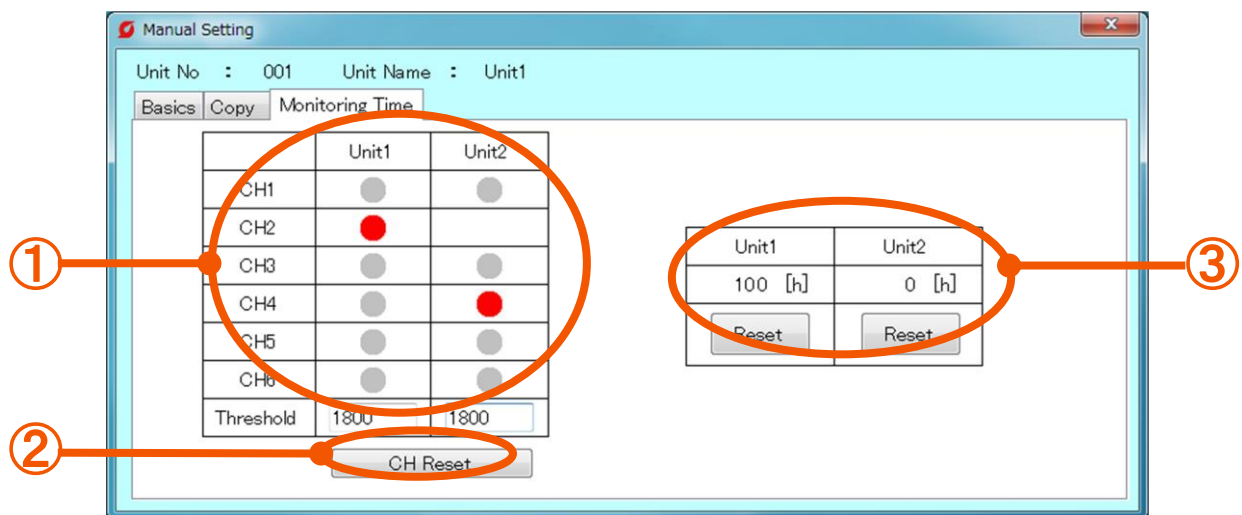 Manual Setting
Unit No : 001 Unit Name : Unit1
Basics Copy Monitoring Time
Unit1 Unit2
CH1
CH2
CH3
CH4
CH5
CH6
Threshold 1800 1800
CH Reset
Unit1 Unit2
100 [h] 0 [h]
Reset Reset
①
②
③